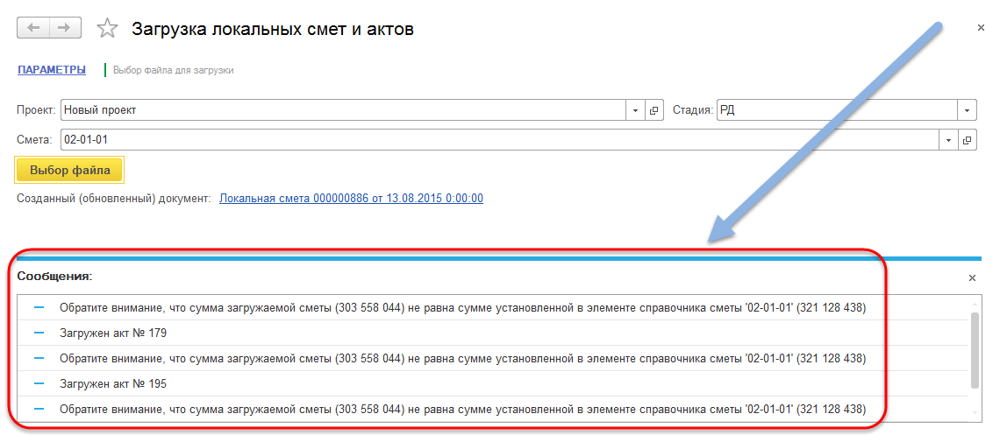 Загрузка локальных смет и актов
ПАРАМЕТРЫ Выбор файла для загрузки
Проект: Новый проект Стадия: РД
Смета: 02-01-01
Выбор файла
Созданный (обновленный) документ: Локальная смета 000000886 от 13.08.2015 0:00:00
Сообщения:
Обратите внимание, что сумма загружаемой сметы (303 558 044) не равна сумме установленной в элементе справочника сметы '02-01-01' (321 128 438)
Загружен акт № 179
Обратите внимание, что сумма загружаемой сметы (303 558 044) не равна сумме установленной в элементе справочника сметы '02-01-01' (321 128 438)
Загружен акт № 195
Обратите внимание, что сумма загружаемой сметы (303 558 044) не равна сумме установленной в элементе справочника сметы '02-01-01' (321 128 438)